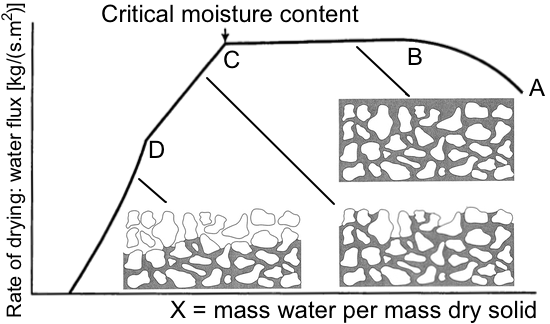 Critical moisture content
C
B
A
D
Rate of drying: water flux [kg/(s.m²)]
X = mass water per mass dry solid